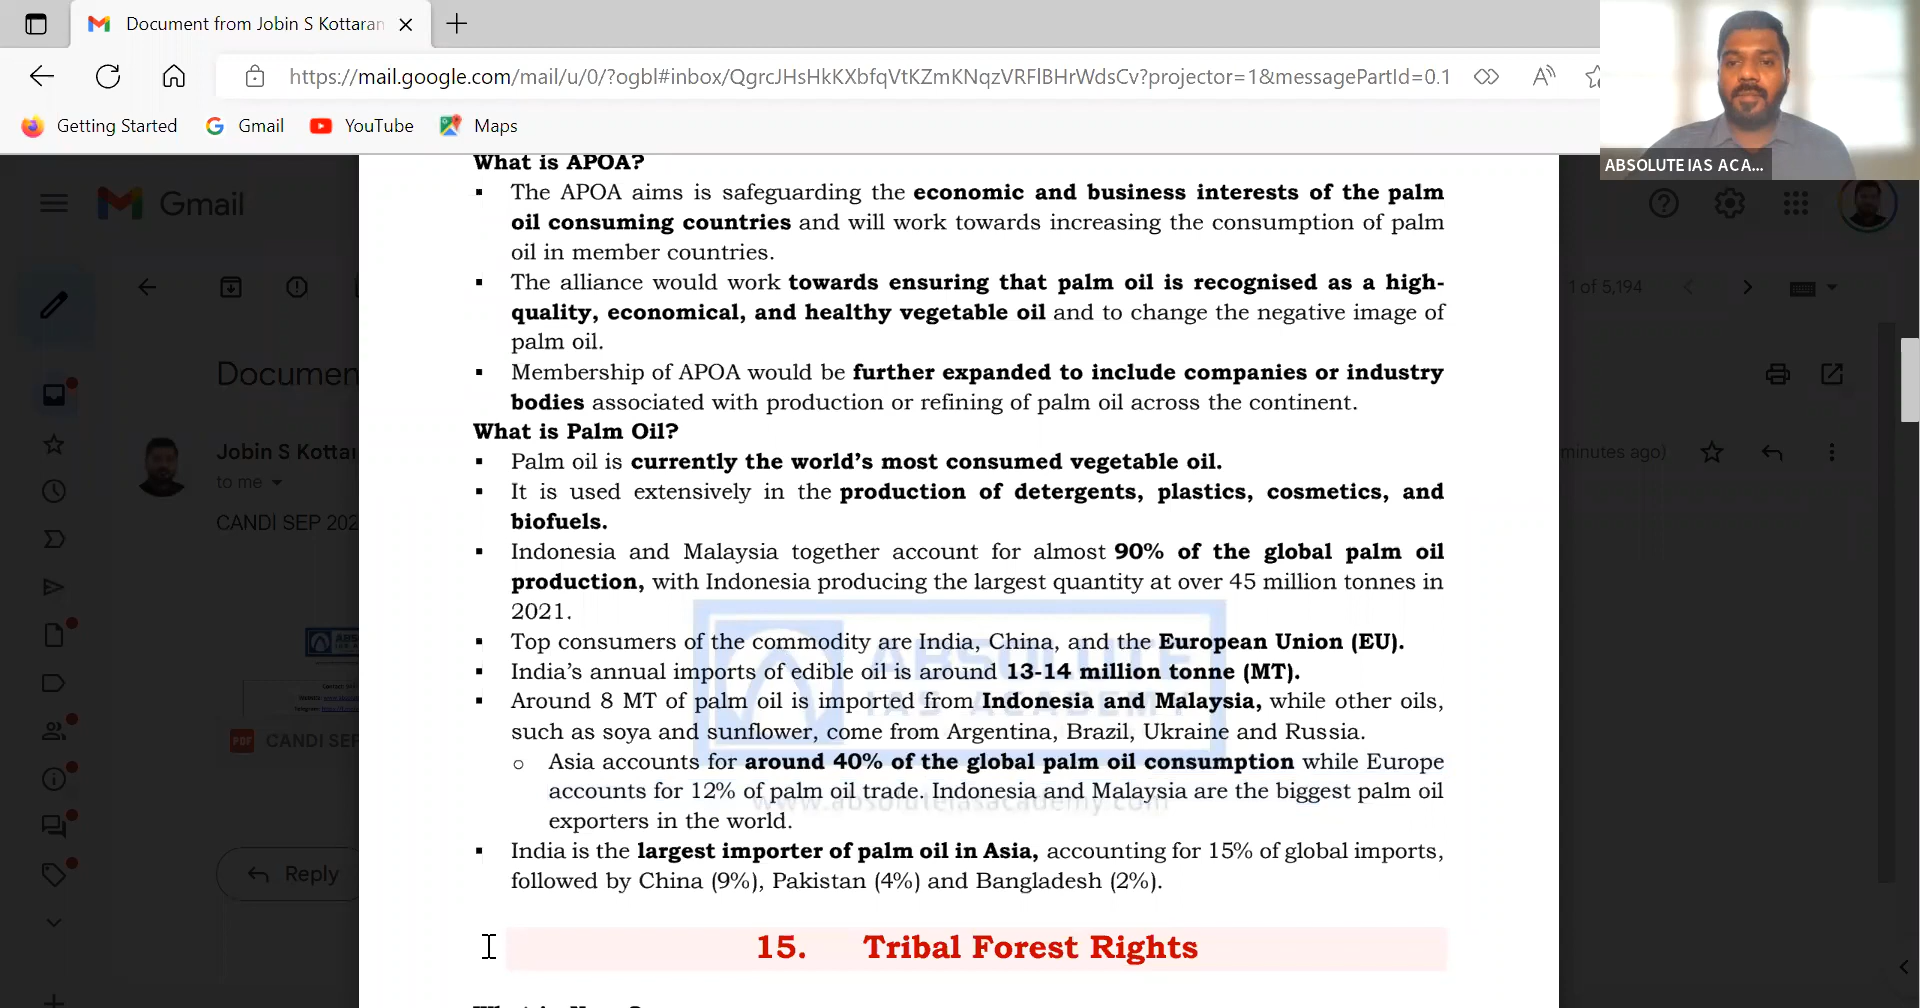 Document from Jobin S Kottaran
https://mail.google.com/mail/u/0/?ogbl#inbox/QgrcJHsHkKXbfqVtKZmKNqzVRFlBHrWdsCv?projector=1&messagePartId=0.1
Getting Started
Gmail
YouTube
Maps
ABSOLUTE IAS ACA...
Gmail
1 of 5,194
Documen
Jobin S Kottar
minutes ago)
to me
CANDI SEP 202
PDF
CANDI SEP
Reply
What is APOA?
▪ The APOA aims is safeguarding the economic and business interests of the palm
oil consuming countries and will work towards increasing the consumption of palm
oil in member countries.
▪ The alliance would work towards ensuring that palm oil is recognised as a high-
quality, economical, and healthy vegetable oil and to change the negative image of
palm oil.
▪ Membership of APOA would be further expanded to include companies or industry
bodies associated with production or refining of palm oil across the continent.
What is Palm Oil?
▪ Palm oil is currently the world's most consumed vegetable oil.
▪ It is used extensively in the production of detergents, plastics, cosmetics, and
biofuels.
▪ Indonesia and Malaysia together account for almost 90% of the global palm oil
production, with Indonesia producing the largest quantity at over 45 million tonnes in
2021.
▪ Top consumers of the commodity are India, China, and the European Union (EU).
▪ India's annual imports of edible oil is around 13-14 million tonne (MT).
▪ Around 8 MT of palm oil is imported from Indonesia and Malaysia, while other oils,
such as soya and sunflower, come from Argentina, Brazil, Ukraine and Russia.
o Asia accounts for around 40% of the global palm oil consumption while Europe
accounts for 12% of palm oil trade. Indonesia and Malaysia are the biggest palm oil
exporters in the world.
▪ India is the largest importer of palm oil in Asia, accounting for 15% of global imports,
followed by China (9%), Pakistan (4%) and Bangladesh (2%).
ABSOLUTE
IAS ACADEMY
www.absoluteiasacademy.com
15. Tribal Forest Rights